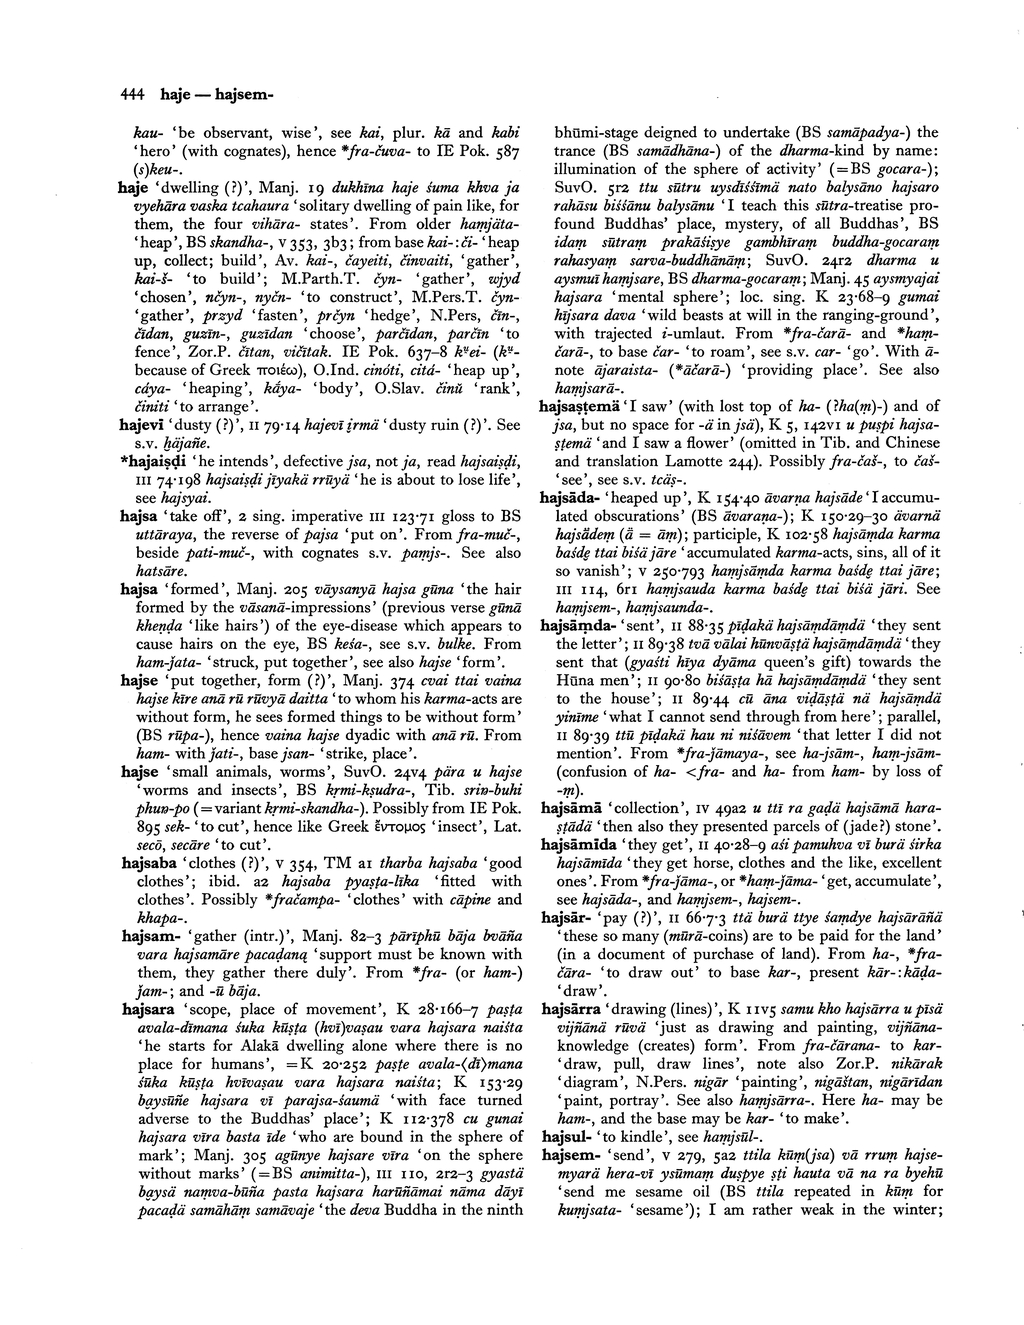 444 haje — hajsem-
kau- ‘be observant, wise’, see kai, plur. kā and kabi
‘hero’ (with cognates), hence *fra-čuva- to IE Pok. 587
(s)keu-.
haje ‘dwelling (?)’, Manj. 19 dukhīna haje śuma khva ja
vyehāra vaska tcahaura ‘solitary dwelling of pain like, for
them, the four vihāra- states’. From older haṃjäta-
‘heap’, BS skandha-, v 353, 3b3; from base kai-: či- ‘heap
up, collect; build’, Av. kai-, čayeiti, činvaiti, ‘gather’,
kai-š- ‘to build’; M.Parth.T. čyn- ‘gather’, wjyd
‘chosen’, nčyn-, nyčn- ‘to construct’, M.Pers.T. čyn-
‘gather’, przyd ‘fasten’, prčyn ‘hedge’, N.Pers, čīn-,
čīdan, guzīn-, guzīdan ‘choose’, parčīdan, parčīn ‘to
fence’, Zor.P. čītan, vičītak. IE Pok. 637–8 kᵘ̯ei- (kᵘ̯-
because of Greek ποιέω), O.Ind. cinóti, citá- ‘heap up’,
cáya- ‘heaping’, kā́ya- ‘body’, O.Slav. činŭ ‘rank’,
činiti ‘to arrange’.
hajevī ‘dusty (?)’, II 79·14 hajevī i̤rmä ‘dusty ruin (?)’. See
s.v. h̤äjañe.
*hajaiṣḍi ‘he intends’, defective jsa, not ja, read hajsaiṣḍi,
III 74·198 hajsaiṣḍi jīyakä rrūyä ‘he is about to lose life’,
see hajsyai.
hajsa ‘take off’, 2 sing. imperative III 123·71 gloss to BS
uttāraya, the reverse of pajsa ‘put on’. From fra-muč-,
beside pati-muč-, with cognates s.v. paṃjs-. See also
hatsāre.
hajsa ‘formed’, Manj. 205 vāysanyā hajsa gūna ‘the hair
formed by the vāsanā-impressions’ (previous verse gūnā
kheṇḍa ‘like hairs’) of the eye-disease which appears to
cause hairs on the eye, BS keśa-, see s.v. bulke. From
ham-jata- ‘struck, put together’, see also hajse ‘form’.
hajse ‘put together, form (?)’, Manj. 374 cvai ttai vaina
hajse kīre anā rū rūvyā daitta ‘to whom his karma-acts are
without form, he sees formed things to be without form’
(BS rūpa-), hence vaina hajse dyadic with anā rū. From
ham- with jati-, base jsan- ‘strike, place’.
hajse ‘small animals, worms’, SuvO. 24v4 pära u hajse
‘worms and insects’, BS kṛmi-kṣudra-, Tib. srin-buhi
phun-po (=variant kṛmi-skandha-). Possibly from IE Pok.
895 sek- ‘to cut’, hence like Greek ἔντομος ‘insect’, Lat.
secō, secāre ‘to cut’.
hajsaba ‘clothes (?)’, v 354, TM a1 tharba hajsaba ‘good
clothes’; ibid. a2 hajsaba pyaṣṭa-līka ‘fitted with
clothes’. Possibly *fračampa- ‘clothes’ with cāpine and
khapa-.
hajsam- ‘gather (intr.)’, Manj. 82–3 pārīphū bāja bvāña
vara hajsamāre pacaḍaṇa̱ ‘support must be known with
them, they gather there duly’. From *fra- (or ham-)
ǰam-; and -ū bāja.
hajsara ‘scope, place of movement’, K 28·166–7 paṣṭa
avala-dīmana śuka kūṣṭa (hvī)vaṣau vara hajsara naiśta
‘he starts for Alakā dwelling alone where there is no
place for humans’, =K 20·252 paṣṭe avala-⟨dī⟩mana
śūka kūṣṭa hvīvaṣau vara hajsara naiśta; K 153·29
ba̱ysūñe hajsara vī parajsa-śaumä ‘with face turned
adverse to the Buddhas’ place’; K 112·378 cu gunai
hajsara vīra basta īde ‘who are bound in the sphere of
mark’; Manj. 305 agūnye hajsare vīra ‘on the sphere
without marks’ (=BS animitta-), III 110, 2r2–3 gyastä
ba̱ysä naṃva-būña pasta hajsara harūñāmai nāma dāyī
pacaḍä samāhāṃ samāvaje ‘the deva Buddha in the ninth
bhūmi-stage deigned to undertake (BS samāpadya-) the
trance (BS samādhāna-) of the dharma-kind by name:
illumination of the sphere of activity’ (=BS gocara-);
SuvO. 5r2 ttu sūtru uysdīśśīmä nato balysāno hajsaro
rahāsu biśśānu balysānu ‘I teach this sūtra-treatise pro-
found Buddhas’ place, mystery, of all Buddhas’, BS
idaṃ sūtraṃ prakāśiṣye gambhīraṃ buddha-gocaraṃ
rahasyaṃ sarva-buddhānāṃ; SuvO. 24r2 dharma u
aysmuī haṃjsare, BS dharma-gocaraṃ; Manj. 45 aysmyajai
hajsara ‘mental sphere’; loc. sing. K 23·68–9 gumai
hījsara dava ‘wild beasts at will in the ranging-ground’,
with trajected i-umlaut. From *fra-čarā- and *ham-
čarā-, to base čar- ‘to roam’, see s.v. car- ‘go’. With ā-
note ājaraista- (*āčarā-) ‘providing place’. See also
haṃjsarā-.
hajsaṣṭemä ‘I saw’ (with lost top of ha- (?ha(ṃ)-) and of
jsa, but no space for -ä in jsä), K 5, 142v1 u puṣpi hajsa-
ṣṭemä ‘and I saw a flower’ (omitted in Tib. and Chinese
and translation Lamotte 244). Possibly fra-čaš-, to čaš-
‘see’, see s.v. tcäṣ-.
hajsāda- ‘heaped up’, K 154·40 āvarṇa hajsāde ‘I accumu-
lated obscurations’ (BS āvaraṇa-); K 150·29–30 ävarnä
hajsā̈deṃ (ā̈ = āṃ); participle, K 102·58 hajsāṃda karma
baśde̱ ttai biśä jāre ‘accumulated karma-acts, sins, all of it
so vanish’; v 250·793 haṃjsāṃda karma baśde̱ ttai jāre;
III 114, 6r1 haṃjsauda karma baśde̱ ttai biśä jāri. See
haṃjsem-, haṃjsaunda-.
hajsāṃda- ‘sent’, II 88·35 pīḍakä hajsāṃdāṃdä ‘they sent
the letter’; II 89·38 tvā vālai hūnvāṣṭä hajsāṃdāṃdä ‘they
sent that (gyaśti hīya dyāma queen’s gift) towards the
Hūna men’; II 90·80 biśāṣṭa hā hajsāṃdāṃdä ‘they sent
to the house’; II 89·44 cū āna viḍāṣṭä nä hajsāṃdä
yinīme ‘what I cannot send through from here’; parallel,
II 89·39 ttū pīḍakä hau ni niśāvem ‘that letter I did not
mention’. From *fra-ǰāmaya-, see ha-jsām-, haṃ-jsām-
(confusion of ha- <fra- and ha- from ham- by loss of
-ṃ).
hajsāmā ‘collection’, IV 49a2 u ttī ra gaḍä hajsāmā hara-
ṣṭādä ‘then also they presented parcels of (jade?) stone’.
hajsāmīda ‘they get’, II 40·28–9 aśi pamuhva vī burä śirka
hajsāmīda ‘they get horse, clothes and the like, excellent
ones’. From *fra-ǰāma-, or *ham-ǰāma- ‘get, accumulate’,
see hajsāda-, and haṃjsem-, hajsem-.
hajsār- ‘pay (?)’, II 66·7·3 ttä burä ttye śaṃdye hajsārāñä
‘these so many (mūrā-coins) are to be paid for the land’
(in a document of purchase of land). From ha-, *fra-
čāra- ‘to draw out’ to base kar-, present kār-: kāḍa-
‘draw’.
hajsārra ‘drawing (lines)’, K 11v5 samu kho hajsārra u pīsä
vijñānä rūvä ‘just as drawing and painting, vijñāna-
knowledge (creates) form’. From fra-čārana- to kar-
‘draw, pull, draw lines’, note also Zor.P. nikārak
‘diagram’, N.Pers. nigār ‘painting’, nigāštan, nigārīdan
‘paint, portray’. See also haṃjsārra-. Here ha- may be
ham-, and the base may be kar- ‘to make’.
hajsul- ‘to kindle’, see haṃjsūl-.
hajsem- ‘send’, v 279, 5a2 ttila kūṃ(jsa) vā rruṃ hajse-
myarä hera-vī ysūmaṃ duṣpye ṣṭi hauta vā na ra byehū
‘send me sesame oil (BS ttila repeated in kūṃ for
kuṃjsata- ‘sesame’); I am rather weak in the winter;